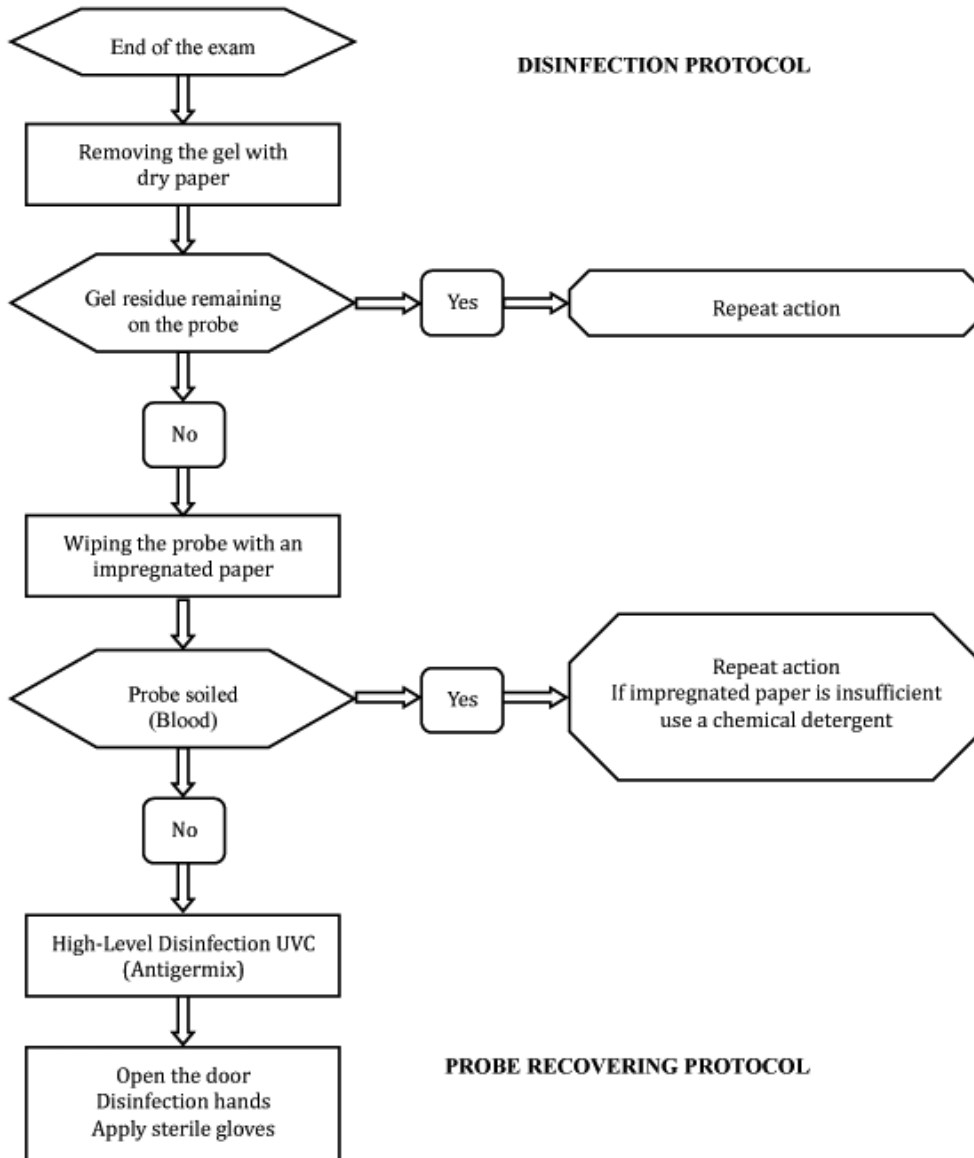 End of the exam
DISINFECTION PROTOCOL
Removing the gel with
dry paper
Gel residue remaining
on the probe
Yes
Repeat action
No
Wiping the probe with an
impregnated paper
Probe soiled
(Blood)
Yes
Repeat action
If impregnated paper is insufficient
use a chemical detergent
No
High-Level Disinfection UVC
(Antigermix)
PROBE RECOVERING PROTOCOL
Open the door
Disinfection hands
Apply sterile gloves